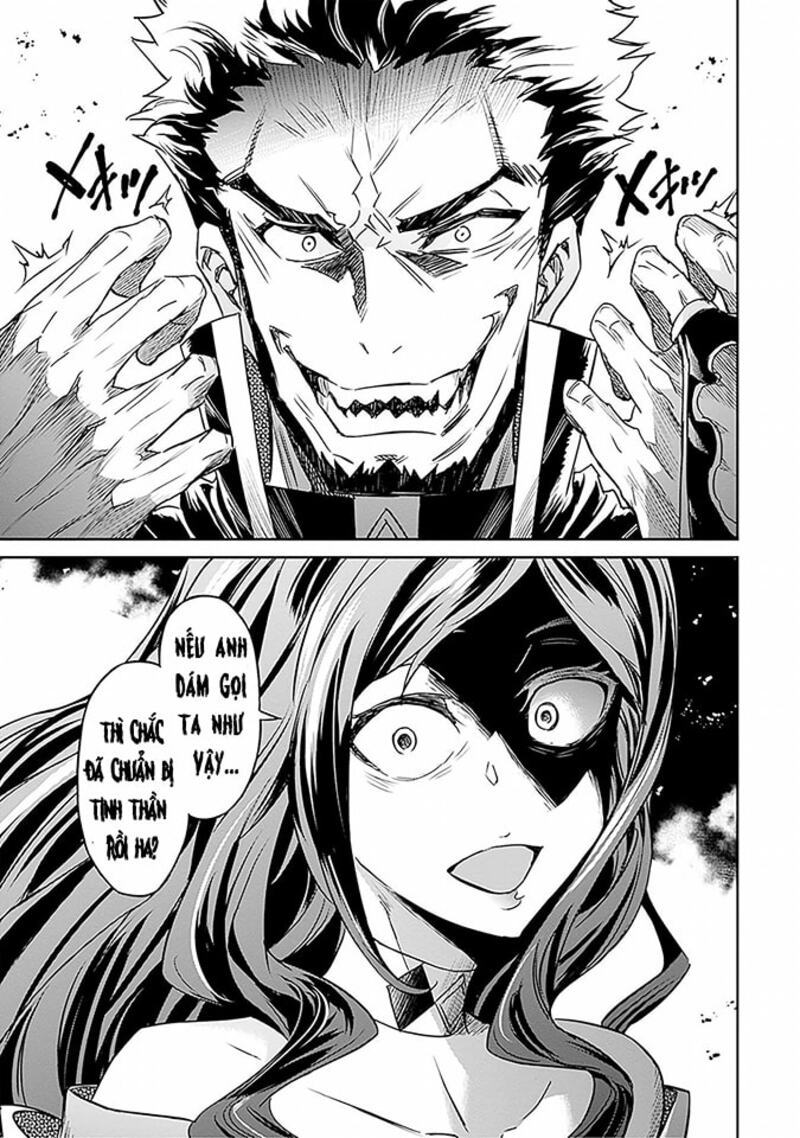 メキッ
メキッ
NẾU ANH
DÁM GỌI
TA NHƯ
VẬY...
THÌ CHẮC
ĐÃ CHUẨN BỊ
TINH THẦN
RỒI HA?